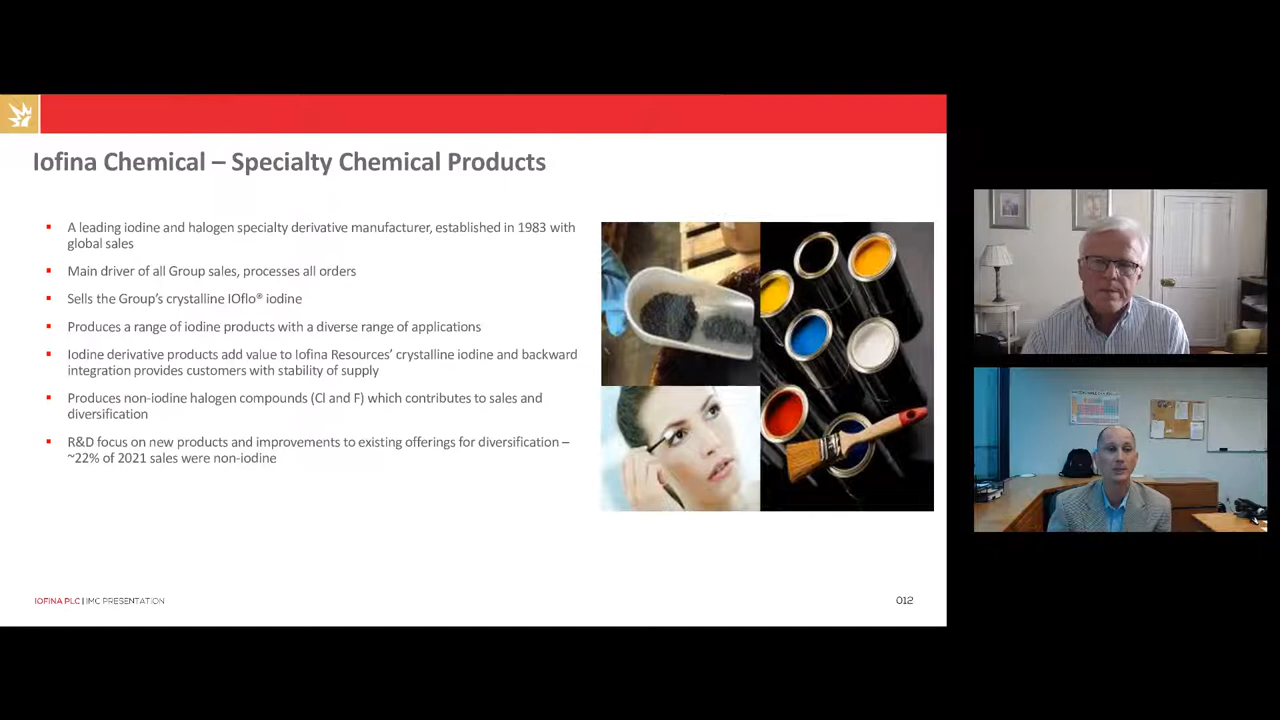 Iofina Chemical – Specialty Chemical Products
A leading iodine and halogen specialty derivative manufacturer, established in 1983 with
global sales
Main driver of all Group sales, processes all orders
Sells the Group's crystalline IOflo® iodine
Produces a range of iodine products with a diverse range of applications
Iodine derivative products add value to Iofina Resources' crystalline iodine and backward
integration provides customers with stability of supply
Produces non-iodine halogen compounds (Cl and F) which contributes to sales and
diversification
R&D focus on new products and improvements to existing offerings for diversification –
~22% of 2021 sales were non-iodine
IOFINA PLC | IMC PRESENTATION
012